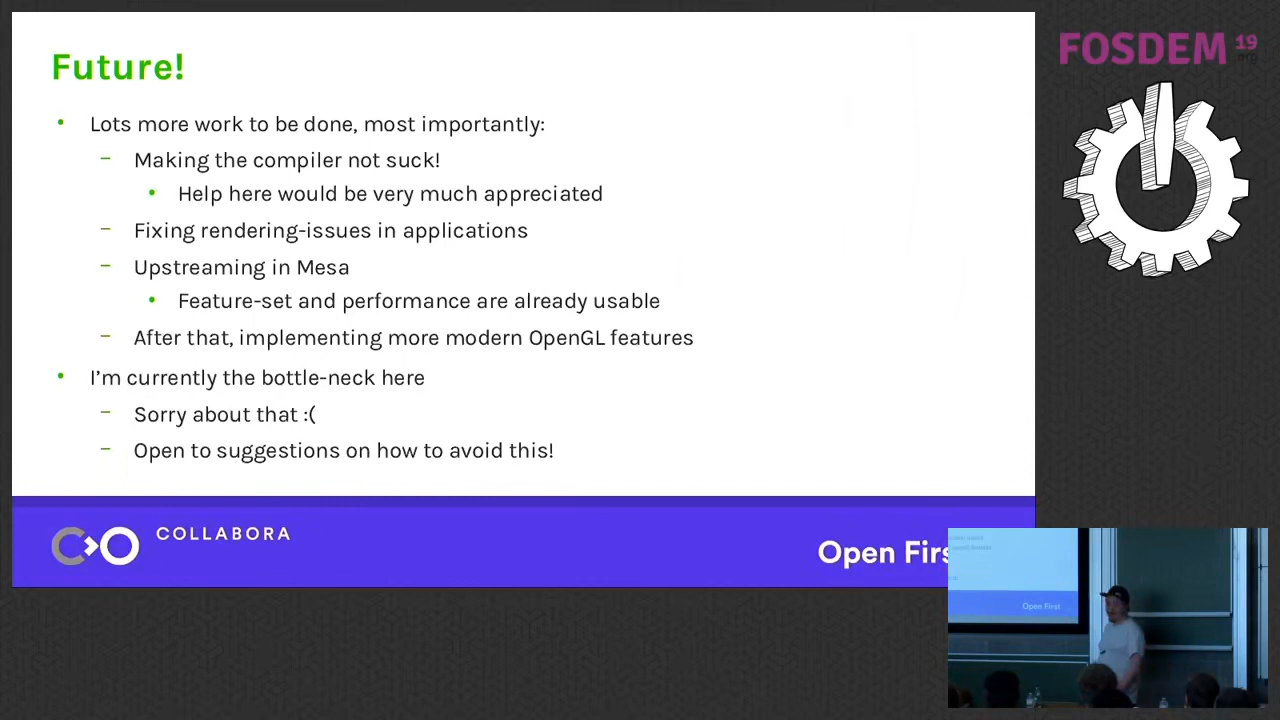 Future!
FOSDEM 19
.org
• Lots more work to be done, most importantly:
– Making the compiler not suck!
• Help here would be very much appreciated
– Fixing rendering-issues in applications
– Upstreaming in Mesa
• Feature-set and performance are already usable
– After that, implementing more modern OpenGL features
• I’m currently the bottle-neck here
– Sorry about that :(
– Open to suggestions on how to avoid this!
COLLABORA
Open Firs
Open First